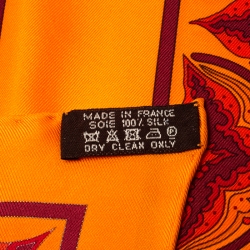 MADE IN FRANCE
SOIE 100% SILK
DRY CLEAN ONLY